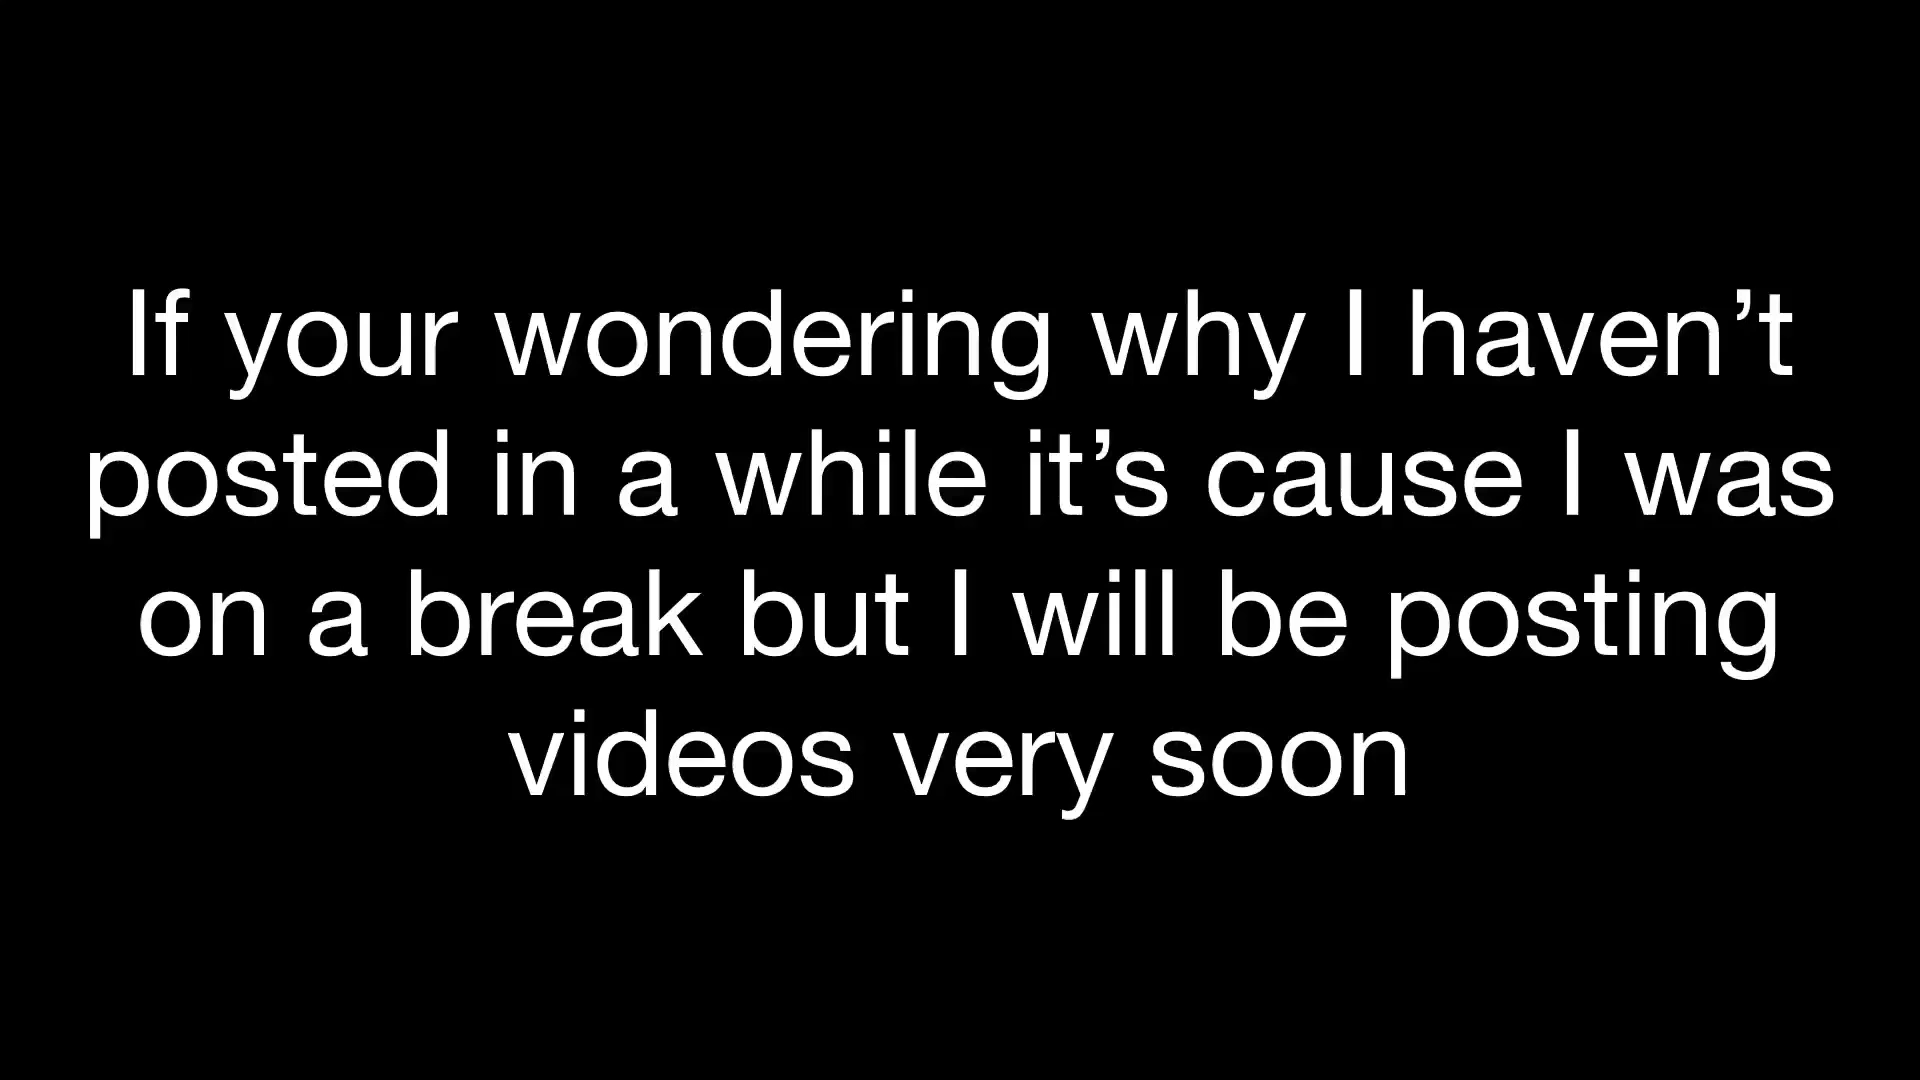 If your wondering why I haven’t
posted in a while it’s cause I was
on a break but I will be posting
videos very soon